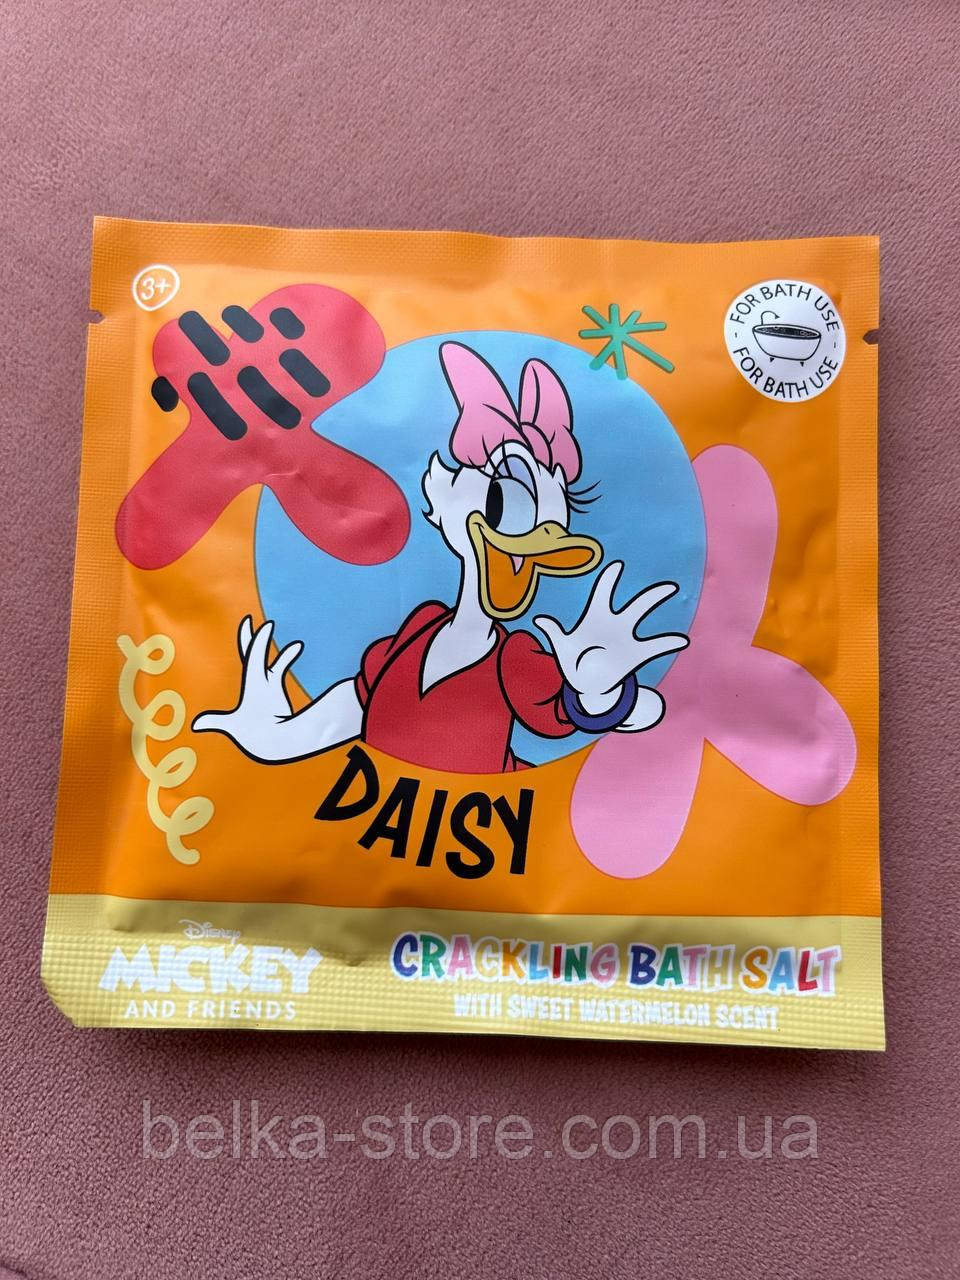 3+
- FOR BATH USE -
FOR BATH USE
DAISY
Disney
MICKEY
AND FRIENDS
CRACKLING BATH SALT
WITH SWEET WATERMELON SCENT
belka-store.com.ua